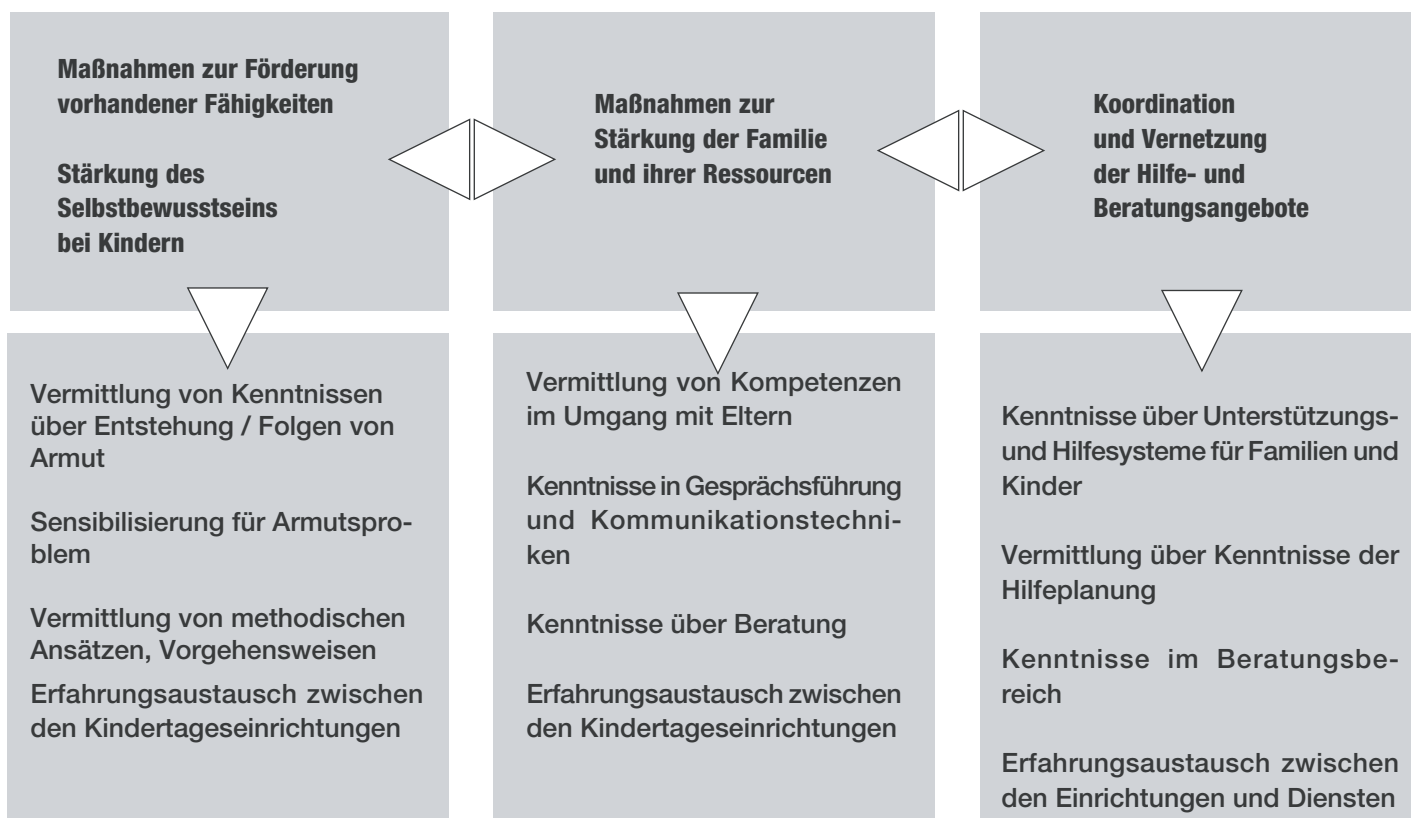 Maßnahmen zur Förderung
vorhandener Fähigkeiten
Stärkung des
Selbstbewusstseins
bei Kindern
Maßnahmen zur
Stärkung der Familie
und ihrer Ressourcen
Koordination
und Vernetzung
der Hilfe- und
Beratungsangebote
Vermittlung von Kenntnissen
über Entstehung / Folgen von
Armut
Sensibilisierung für Armutspro-
blem
Vermittlung von methodischen
Ansätzen, Vorgehensweisen
Erfahrungsaustausch zwischen
den Kindertageseinrichtungen
Vermittlung von Kompetenzen
im Umgang mit Eltern
Kenntnisse in Gesprächsführung
und Kommunikationstechni-
ken
Kenntnisse über Beratung
Erfahrungsaustausch zwischen
den Kindertageseinrichtungen
Kenntnisse über Unterstützungs-
und Hilfesysteme für Familien und
Kinder
Vermittlung über Kenntnisse der
Hilfeplanung
Kenntnisse im Beratungsbe-
reich
Erfahrungsaustausch zwischen
den Einrichtungen und Diensten